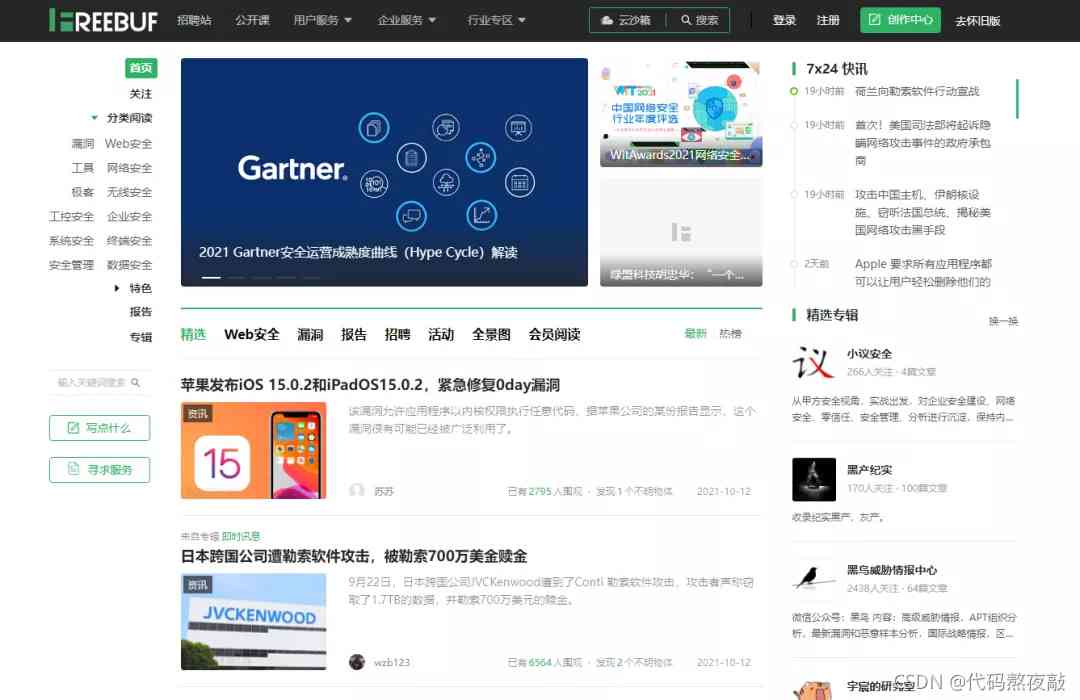 FREEBUF 招聘站 公开课 用户服务 企业服务 行业专区 云沙箱 搜索 登录 注册 创作中心 去怀旧版
首页
关注
分类阅读
漏洞 Web安全
工具 网络安全
极客 无线安全
工控安全 企业安全
系统安全 终端安全
安全管理 数据安全
特色
报告
专辑
输入关键词搜索
写点什么
寻求服务
Gartner.
2021 Gartner安全运营成熟度曲线（Hype Cycle）解读
WIT2021
中国网络安全
行业年度评选
WitAwards2021网络安全...
绿盟科技胡忠华：“一个...
精选 Web安全 漏洞 报告 招聘 活动 全景图 会员阅读 最新 热榜
苹果发布iOS 15.0.2和iPadOS15.0.2，紧急修复0day漏洞
资讯
15
该漏洞允许应用程序以内核权限执行任意代码，据苹果公司的某份报告显示，这个
漏洞很有可能已经被广泛利用了。
苏苏 已有2795人围观 · 发现1个不明物体 2021-10-12
来自专辑 即时讯息
日本跨国公司遭勒索软件攻击，被勒索700万美金赎金
资讯
JVCKENWOOD
9月22日，日本跨国公司JVCKenwood遭到了Conti 勒索软件攻击，攻击者声称窃
取了1.7TB的数据，并勒索700万美元的赎金。
wzb123 已有6564人围观 · 发现2个不明物体 2021-10-12
7x24 快讯
19小时前 荷兰向勒索软件行动宣战
19小时前 首次！美国司法部将起诉隐
瞒网络攻击事件的政府承包
商
19小时前 攻击中国主机、伊朗核设
施、窃听法国总统，揭秘美
国网络攻击黑手段
2天前 Apple 要求所有应用程序都
可以让用户轻松删除他们的
精选专辑 换一换
议
小议安全
266人关注 · 4篇文章
从甲方安全视角，实战出发，对企业安全建设、网络
安全、零信任、安全管理、分析进行沉淀，保持内...
黑产纪实
170人关注 · 100篇文章
收录纪实黑产、灰产。
黑鸟威胁情报中心
2438人关注 · 64篇文章
微信公众号：黑鸟 内容：高级威胁情报，APT组织分
析，最新漏洞和恶意样本分析，国际战略情报，区...
宇宸的研究室
CSDN @代码熬夜敲